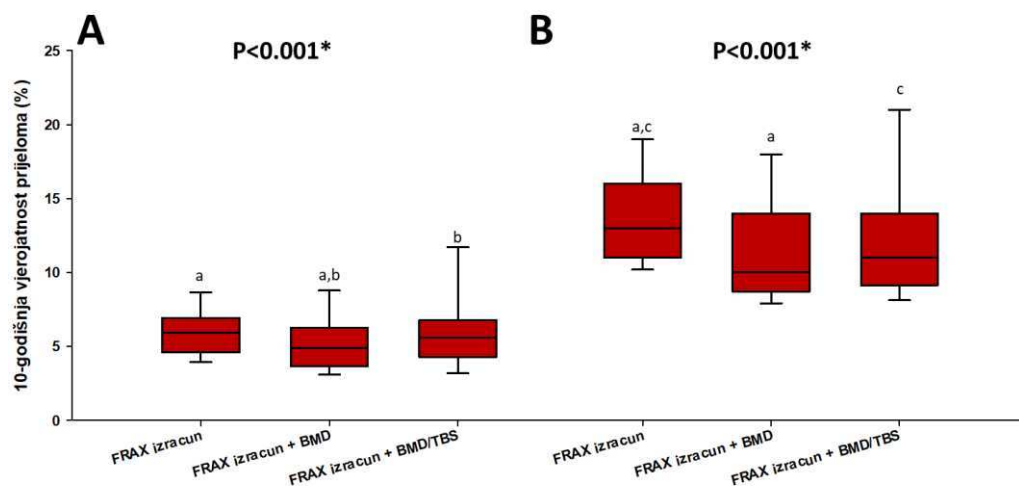 A
B
P<0.001*
P<0.001*
10-godišnja vjerojatnost prijeloma (%)
25
20
15
10
5
0
a
a,b
b
a,c
a
c
FRAX izracun
FRAX izracun + BMD
FRAX izracun + BMD/TBS
FRAX izracun
FRAX izracun + BMD
FRAX izracun + BMD/TBS